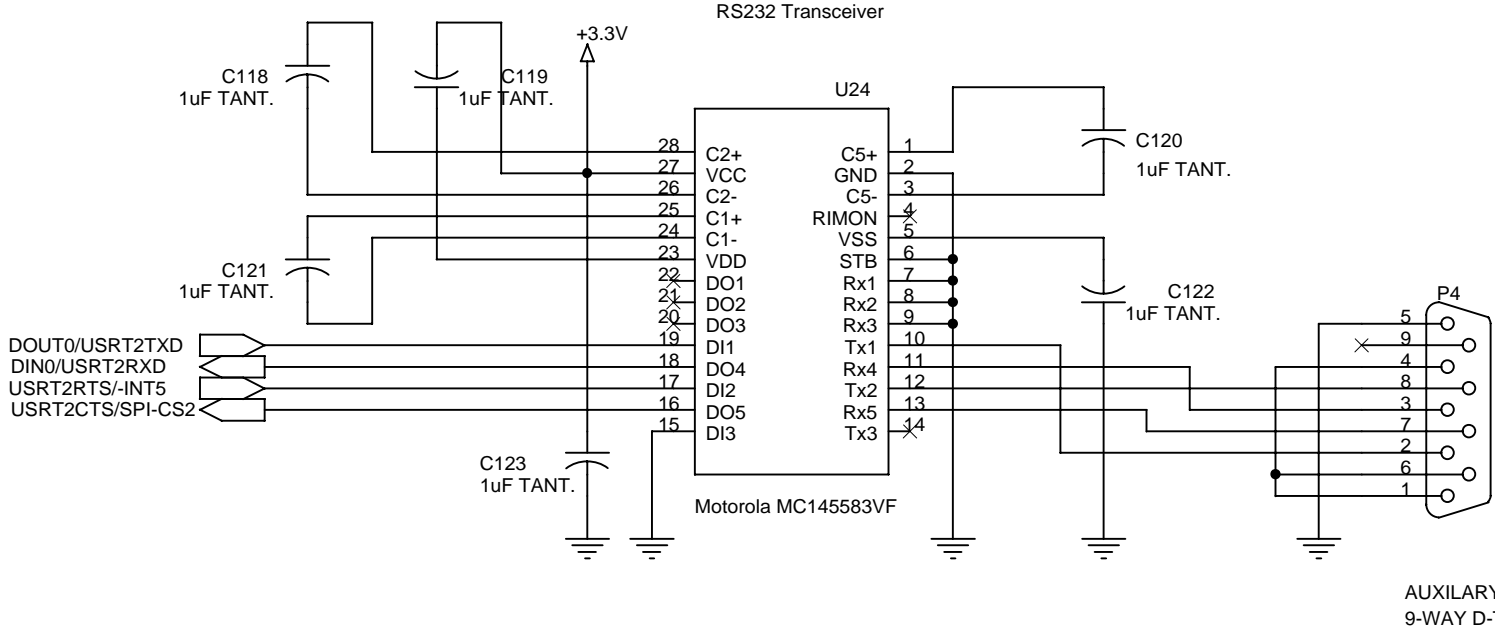 RS232 Transceiver
+3.3V
C118
1uF TANT.
C119
1uF TANT.
U24
C120
1uF TANT.
28 C2+
27 VCC
26 C2-
25 C1+
24 C1-
23 VDD
22 DO1
21 DO2
20 DO3
19 DI1
18 DO4
17 DI2
16 DO5
15 DI3
C5+ 1
GND 2
C5- 3
RIMON 4
VSS 5
STB 6
Rx1 7
Rx2 8
Rx3 9
Tx1 10
Rx4 11
Tx2 12
Rx5 13
Tx3 14
C121
1uF TANT.
C122
1uF TANT.
P4
5
9
4
8
3
7
2
6
1
DOUT0/USRT2TXD
DIN0/USRT2RXD
USRT2RTS/-INT5
USRT2CTS/SPI-CS2
C123
1uF TANT.
Motorola MC145583VF
AUXILARY
9-WAY D-